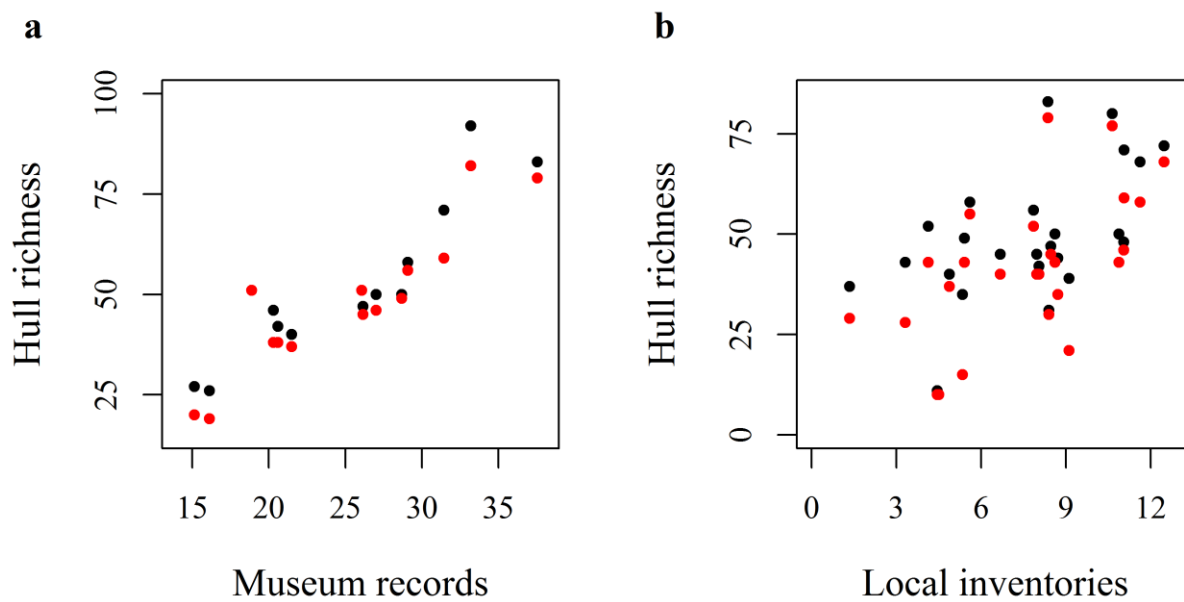 a
Hull richness
100
75
50
25
15 20 25 30 35
Museum records
b
Hull richness
75
50
25
0
0 3 6 9 12
Local inventories